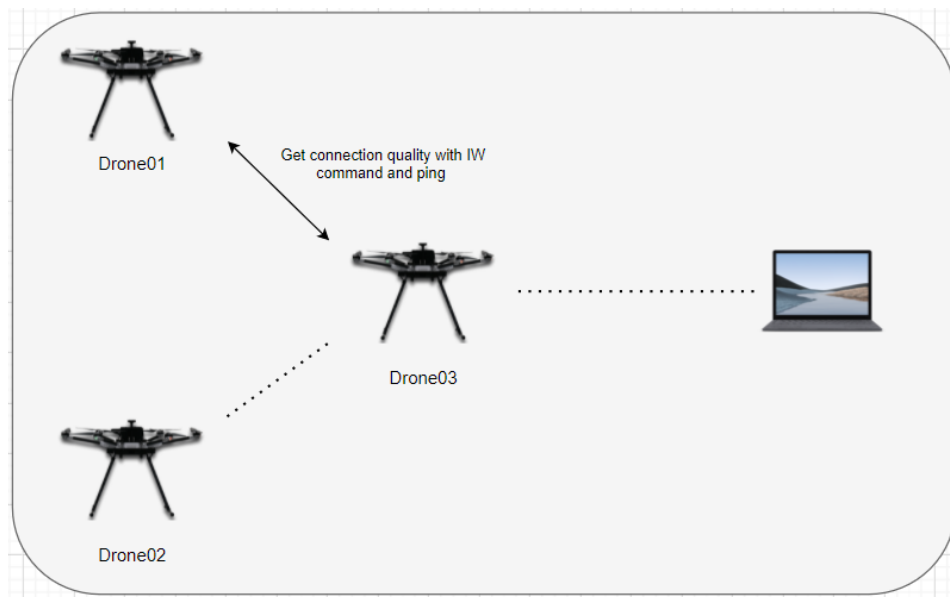 Drone01
Get connection quality with IW
command and ping
Drone03
Drone02